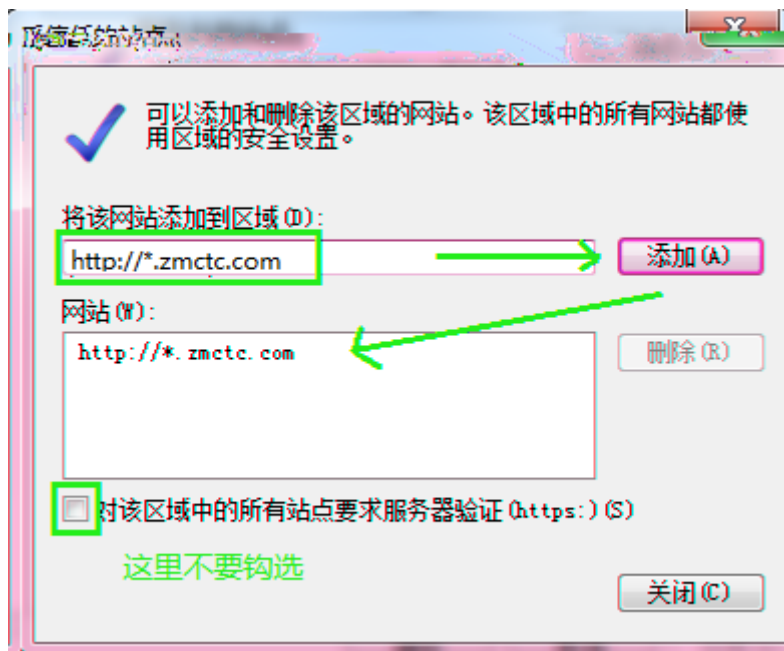 可以添加和删除该区域的网站。该区域中的所有网站都使
用区域的安全设置。
将该网站添加到区域(D):
http://*.zmctc.com
添加(A)
网站(W):
http://*.zmctc.com
删除(R)
对该区域中的所有站点要求服务器验证(https:)(S)
这里不要钩选
关闭(C)